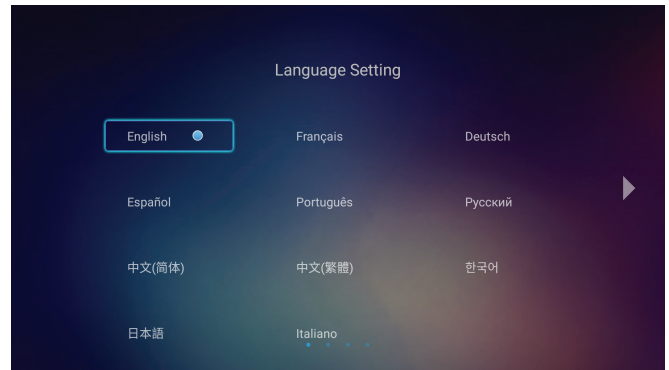 Language Setting
English Français Deutsch
Español Português Русский
中文(简体) 中文(繁體) 한국어
日本語 Italiano